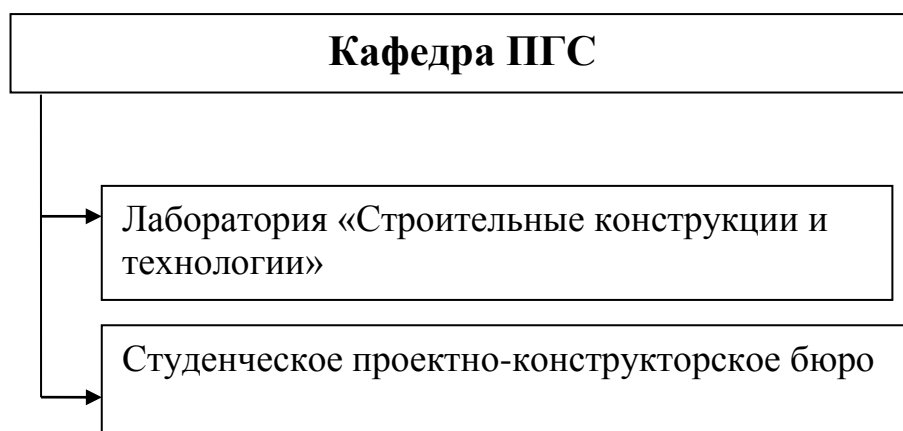 Кафедра ПГС
Лаборатория «Строительные конструкции и
технологии»
Студенческое проектно-конструкторское бюро